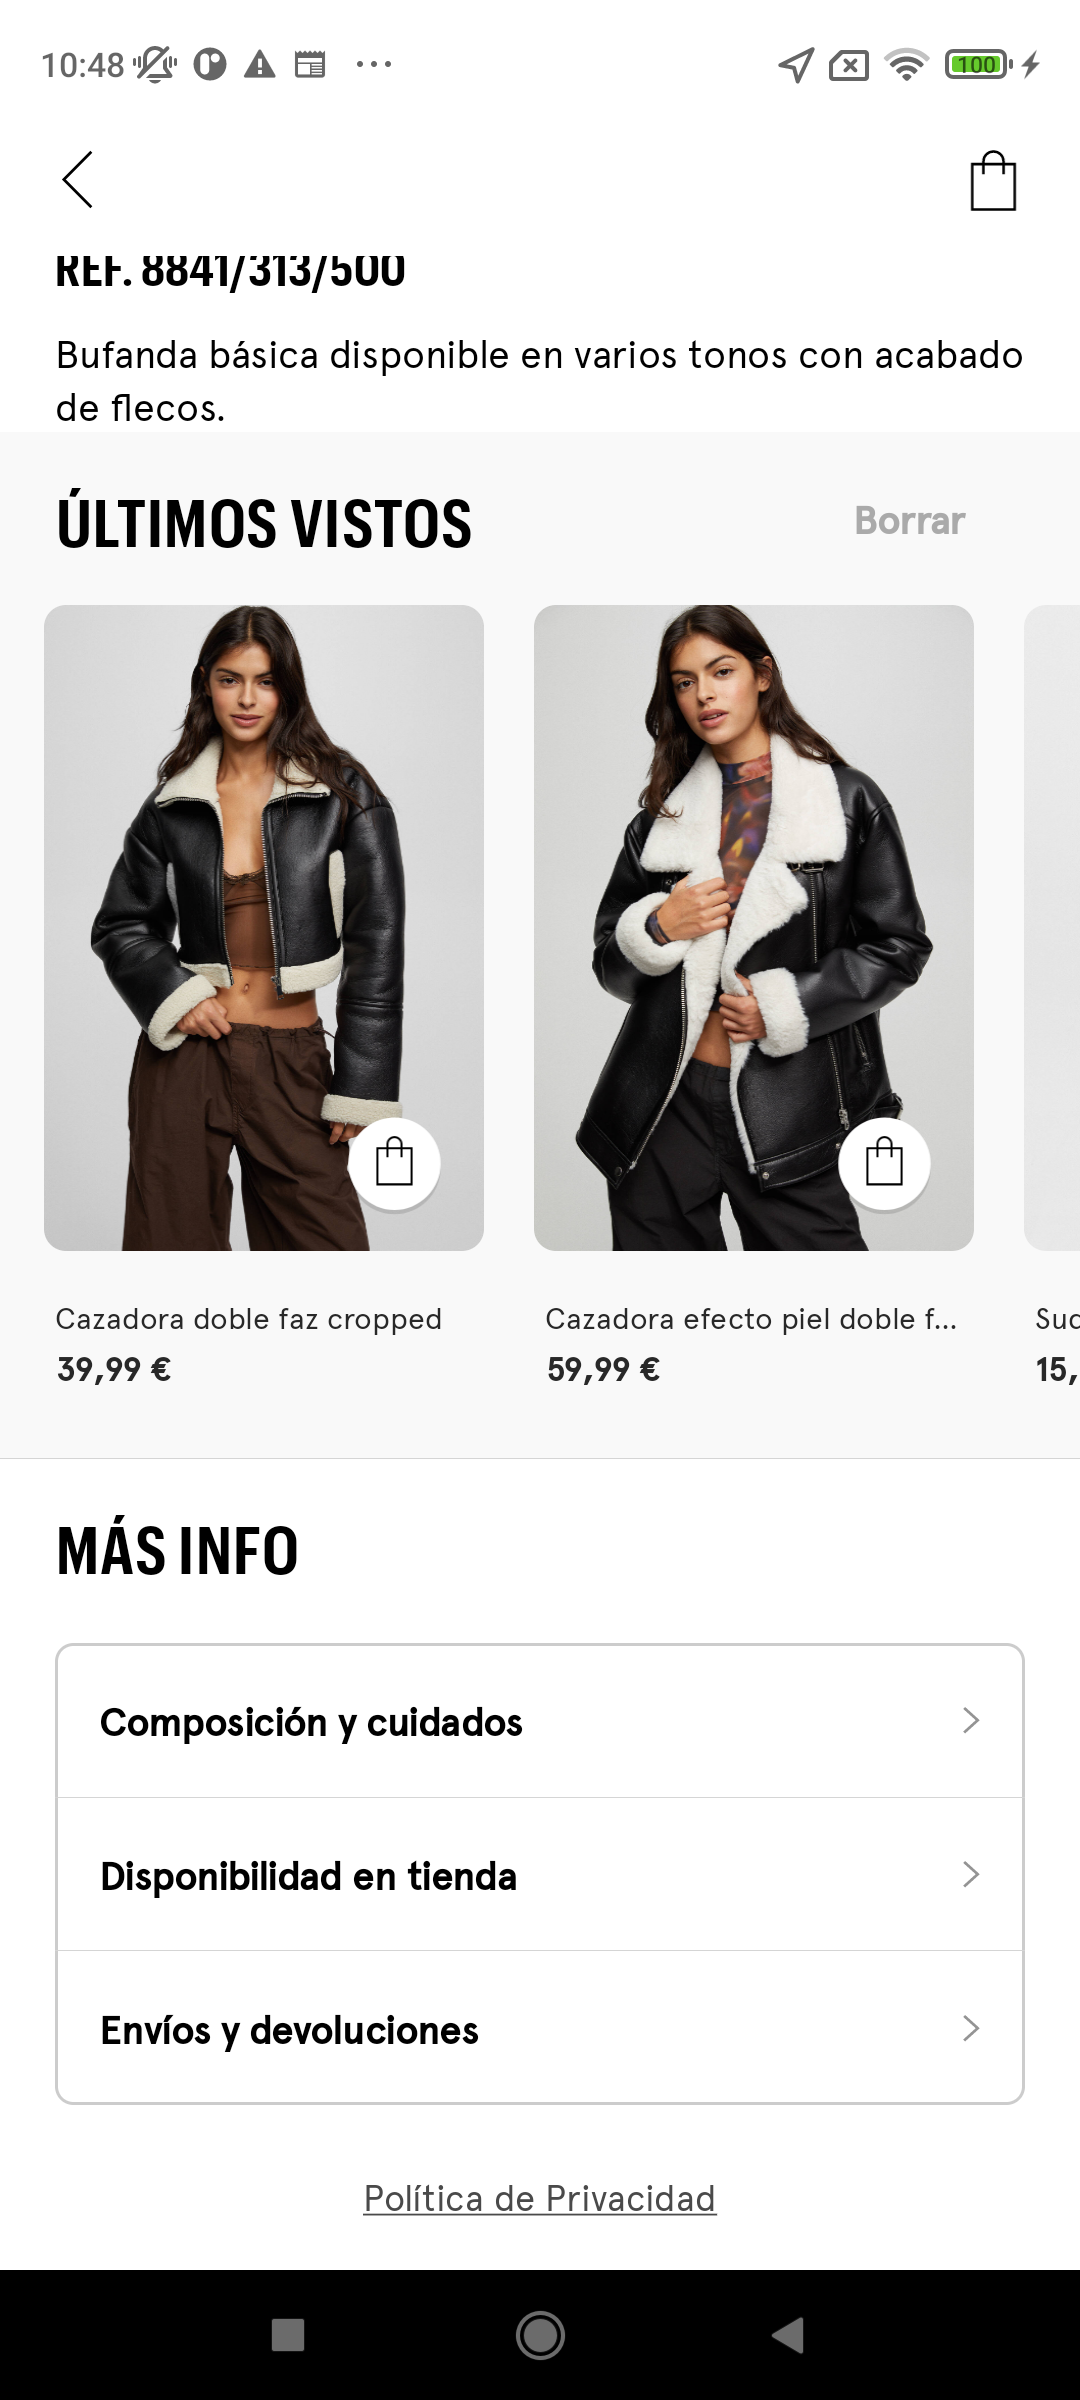 10:48
100
REF. 8841/313/500
Bufanda básica disponible en varios tonos con acabado
de flecos.
ÚLTIMOS VISTOS
Borrar
Cazadora doble faz cropped
39,99 €
Cazadora efecto piel doble f...
59,99 €
15,
MÁS INFO
Composición y cuidados
Disponibilidad en tienda
Envíos y devoluciones
Política de Privacidad